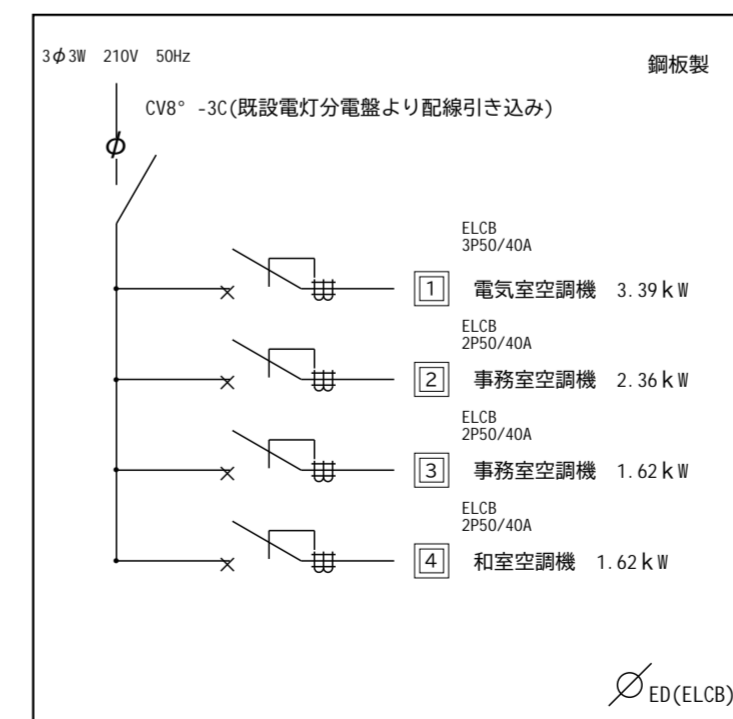 3φ3W 210V 50Hz
鋼板製
CV8° -3C(既設電灯分電盤より配線引き込み)
φ
ELCB
3P50/40A
1 電気室空調機 3.39kW
ELCB
2P50/40A
2 事務室空調機 2.36kW
ELCB
2P50/40A
3 事務室空調機 1.62kW
ELCB
2P50/40A
4 和室空調機 1.62kW
ED(ELCB)